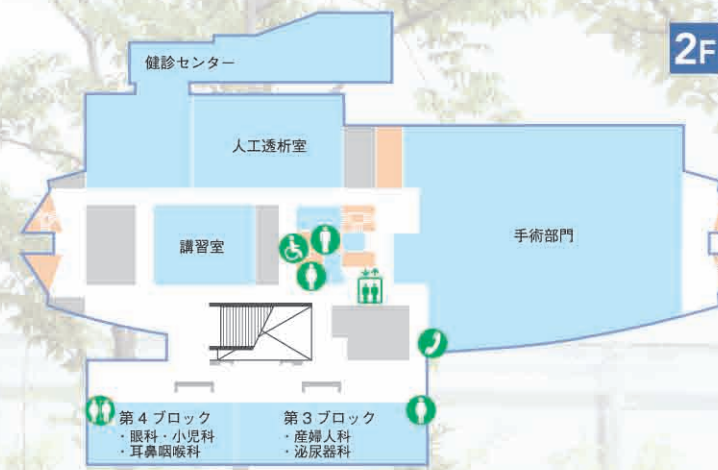 2F
健診センター
人工透析室
講習室
手術部門
第4ブロック
・眼科・小児科
・耳鼻咽喉科
第3ブロック
・産婦人科
・泌尿器科